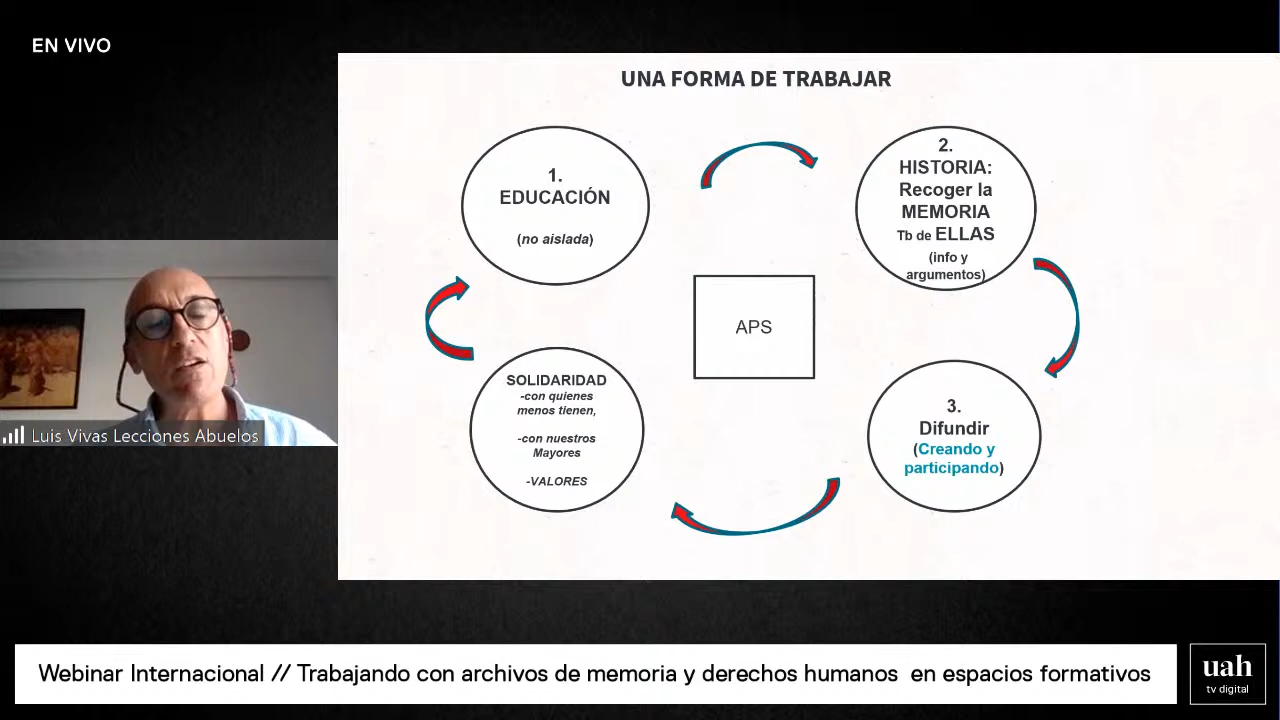 EN VIVO
UNA FORMA DE TRABAJAR
1.
EDUCACIÓN
(no aislada)
2.
HISTORIA:
Recoger la
MEMORIA
Tb de ELLAS
(info y
argumentos)
APS
SOLIDARIDAD
-con quienes
menos tienen,
-con nuestros
Mayores
-VALORES
3.
Difundir
(Creando y
participando)
Luis Vivas Lecciones Abuelos
Webinar Internacional // Trabajando con archivos de memoria y derechos humanos en espacios formativos
uah
tv digital